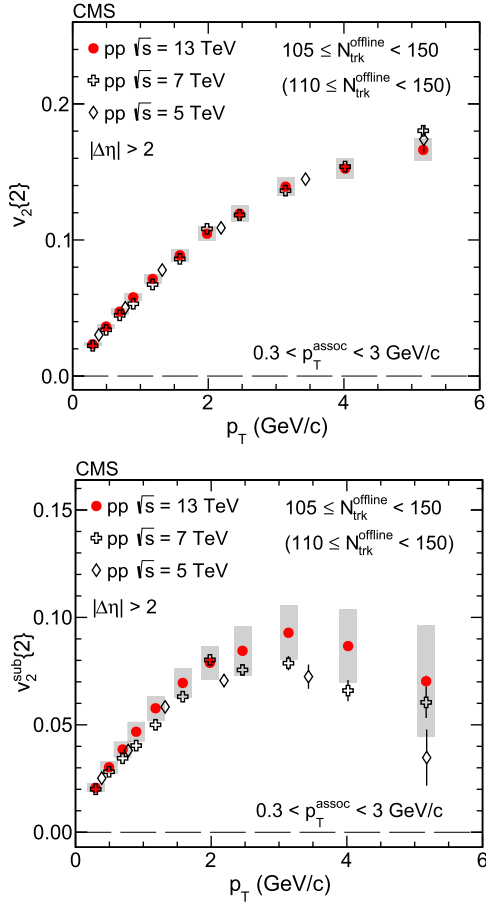 CMS
pp √s = 13 TeV
pp √s = 7 TeV
pp √s = 5 TeV
|Δη| > 2
105 ≤ N_trk^offline < 150
(110 ≤ N_trk^offline < 150)
0.2
0.1
0.0
v₂{2}
0.3 < p_T^assoc < 3 GeV/c
0 2 4 6
p_T (GeV/c)
CMS
pp √s = 13 TeV
pp √s = 7 TeV
pp √s = 5 TeV
|Δη| > 2
105 ≤ N_trk^offline < 150
(110 ≤ N_trk^offline < 150)
0.15
0.10
0.05
0.00
v₂^sub{2}
0.3 < p_T^assoc < 3 GeV/c
0 2 4 6
p_T (GeV/c)